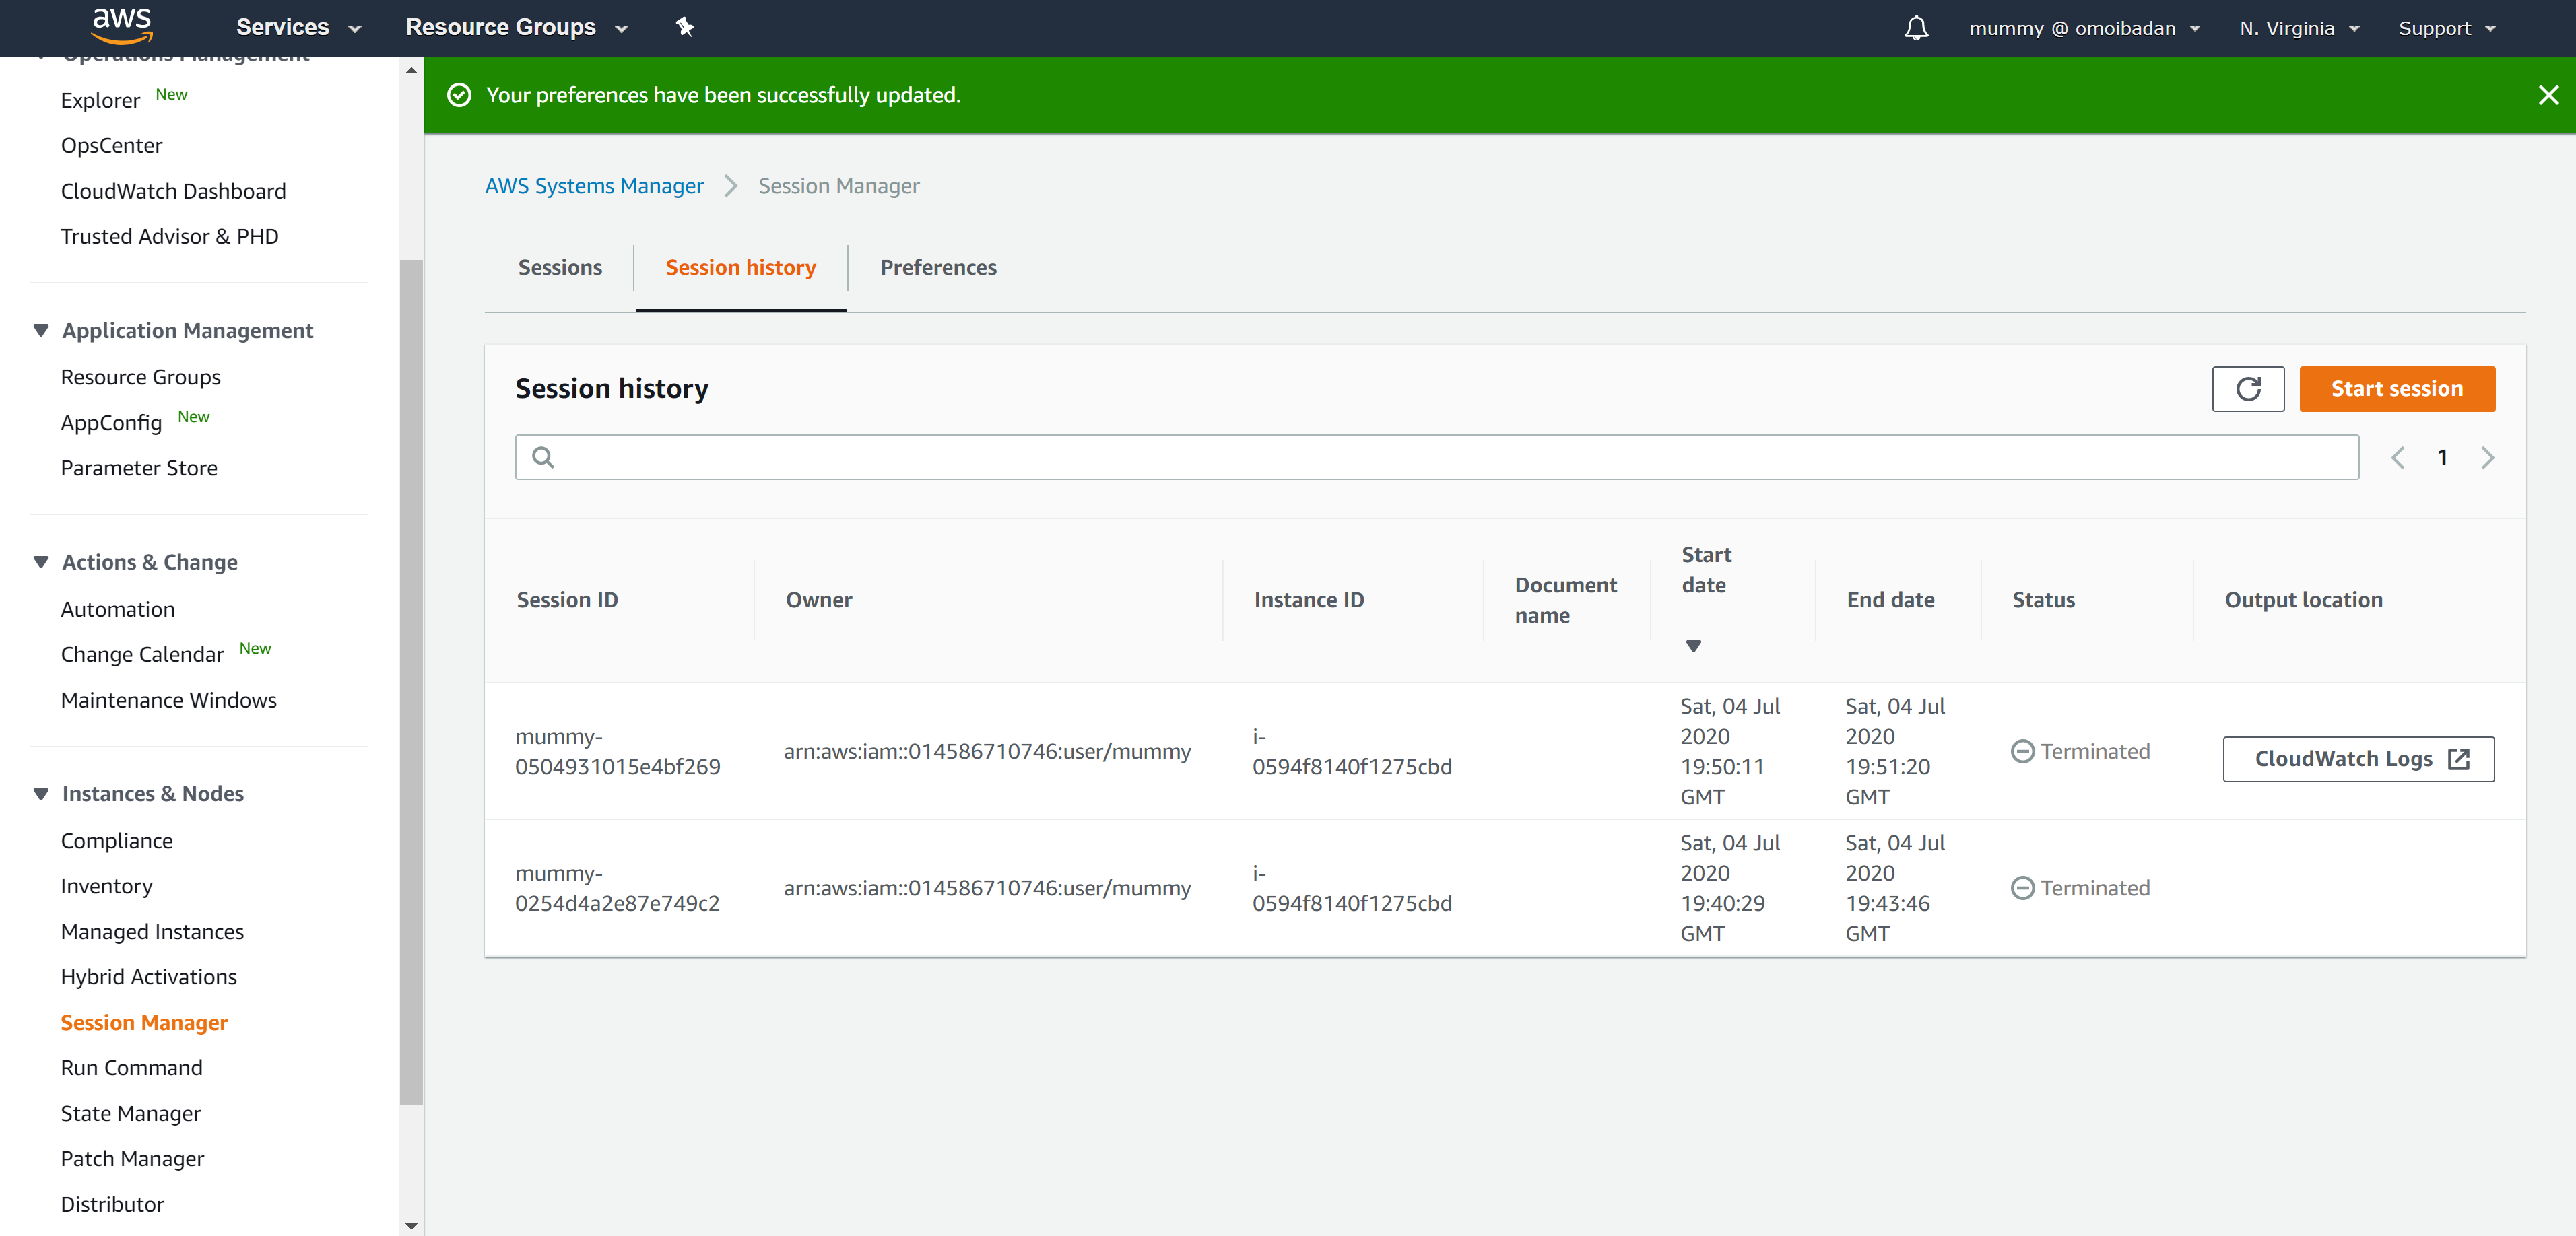 aws
Services
Resource Groups
mummy @ omoibadan
N. Virginia
Support
Operations Management
Explorer New
OpsCenter
CloudWatch Dashboard
Trusted Advisor & PHD
Application Management
Resource Groups
AppConfig New
Parameter Store
Actions & Change
Automation
Change Calendar New
Maintenance Windows
Instances & Nodes
Compliance
Inventory
Managed Instances
Hybrid Activations
Session Manager
Run Command
State Manager
Patch Manager
Distributor
Your preferences have been successfully updated.
AWS Systems Manager
Session Manager
Sessions
Session history
Preferences
Session history
Start session
1
Session ID
Owner
Instance ID
Document
name
Start
date
End date
Status
Output location
mummy-
0504931015e4bf269
arn:aws:iam::014586710746:user/mummy
i-
0594f8140f1275cbd
Sat, 04 Jul
2020
19:50:11
GMT
Sat, 04 Jul
2020
19:51:20
GMT
Terminated
CloudWatch Logs
mummy-
0254d4a2e87e749c2
arn:aws:iam::014586710746:user/mummy
i-
0594f8140f1275cbd
Sat, 04 Jul
2020
19:40:29
GMT
Sat, 04 Jul
2020
19:43:46
GMT
Terminated